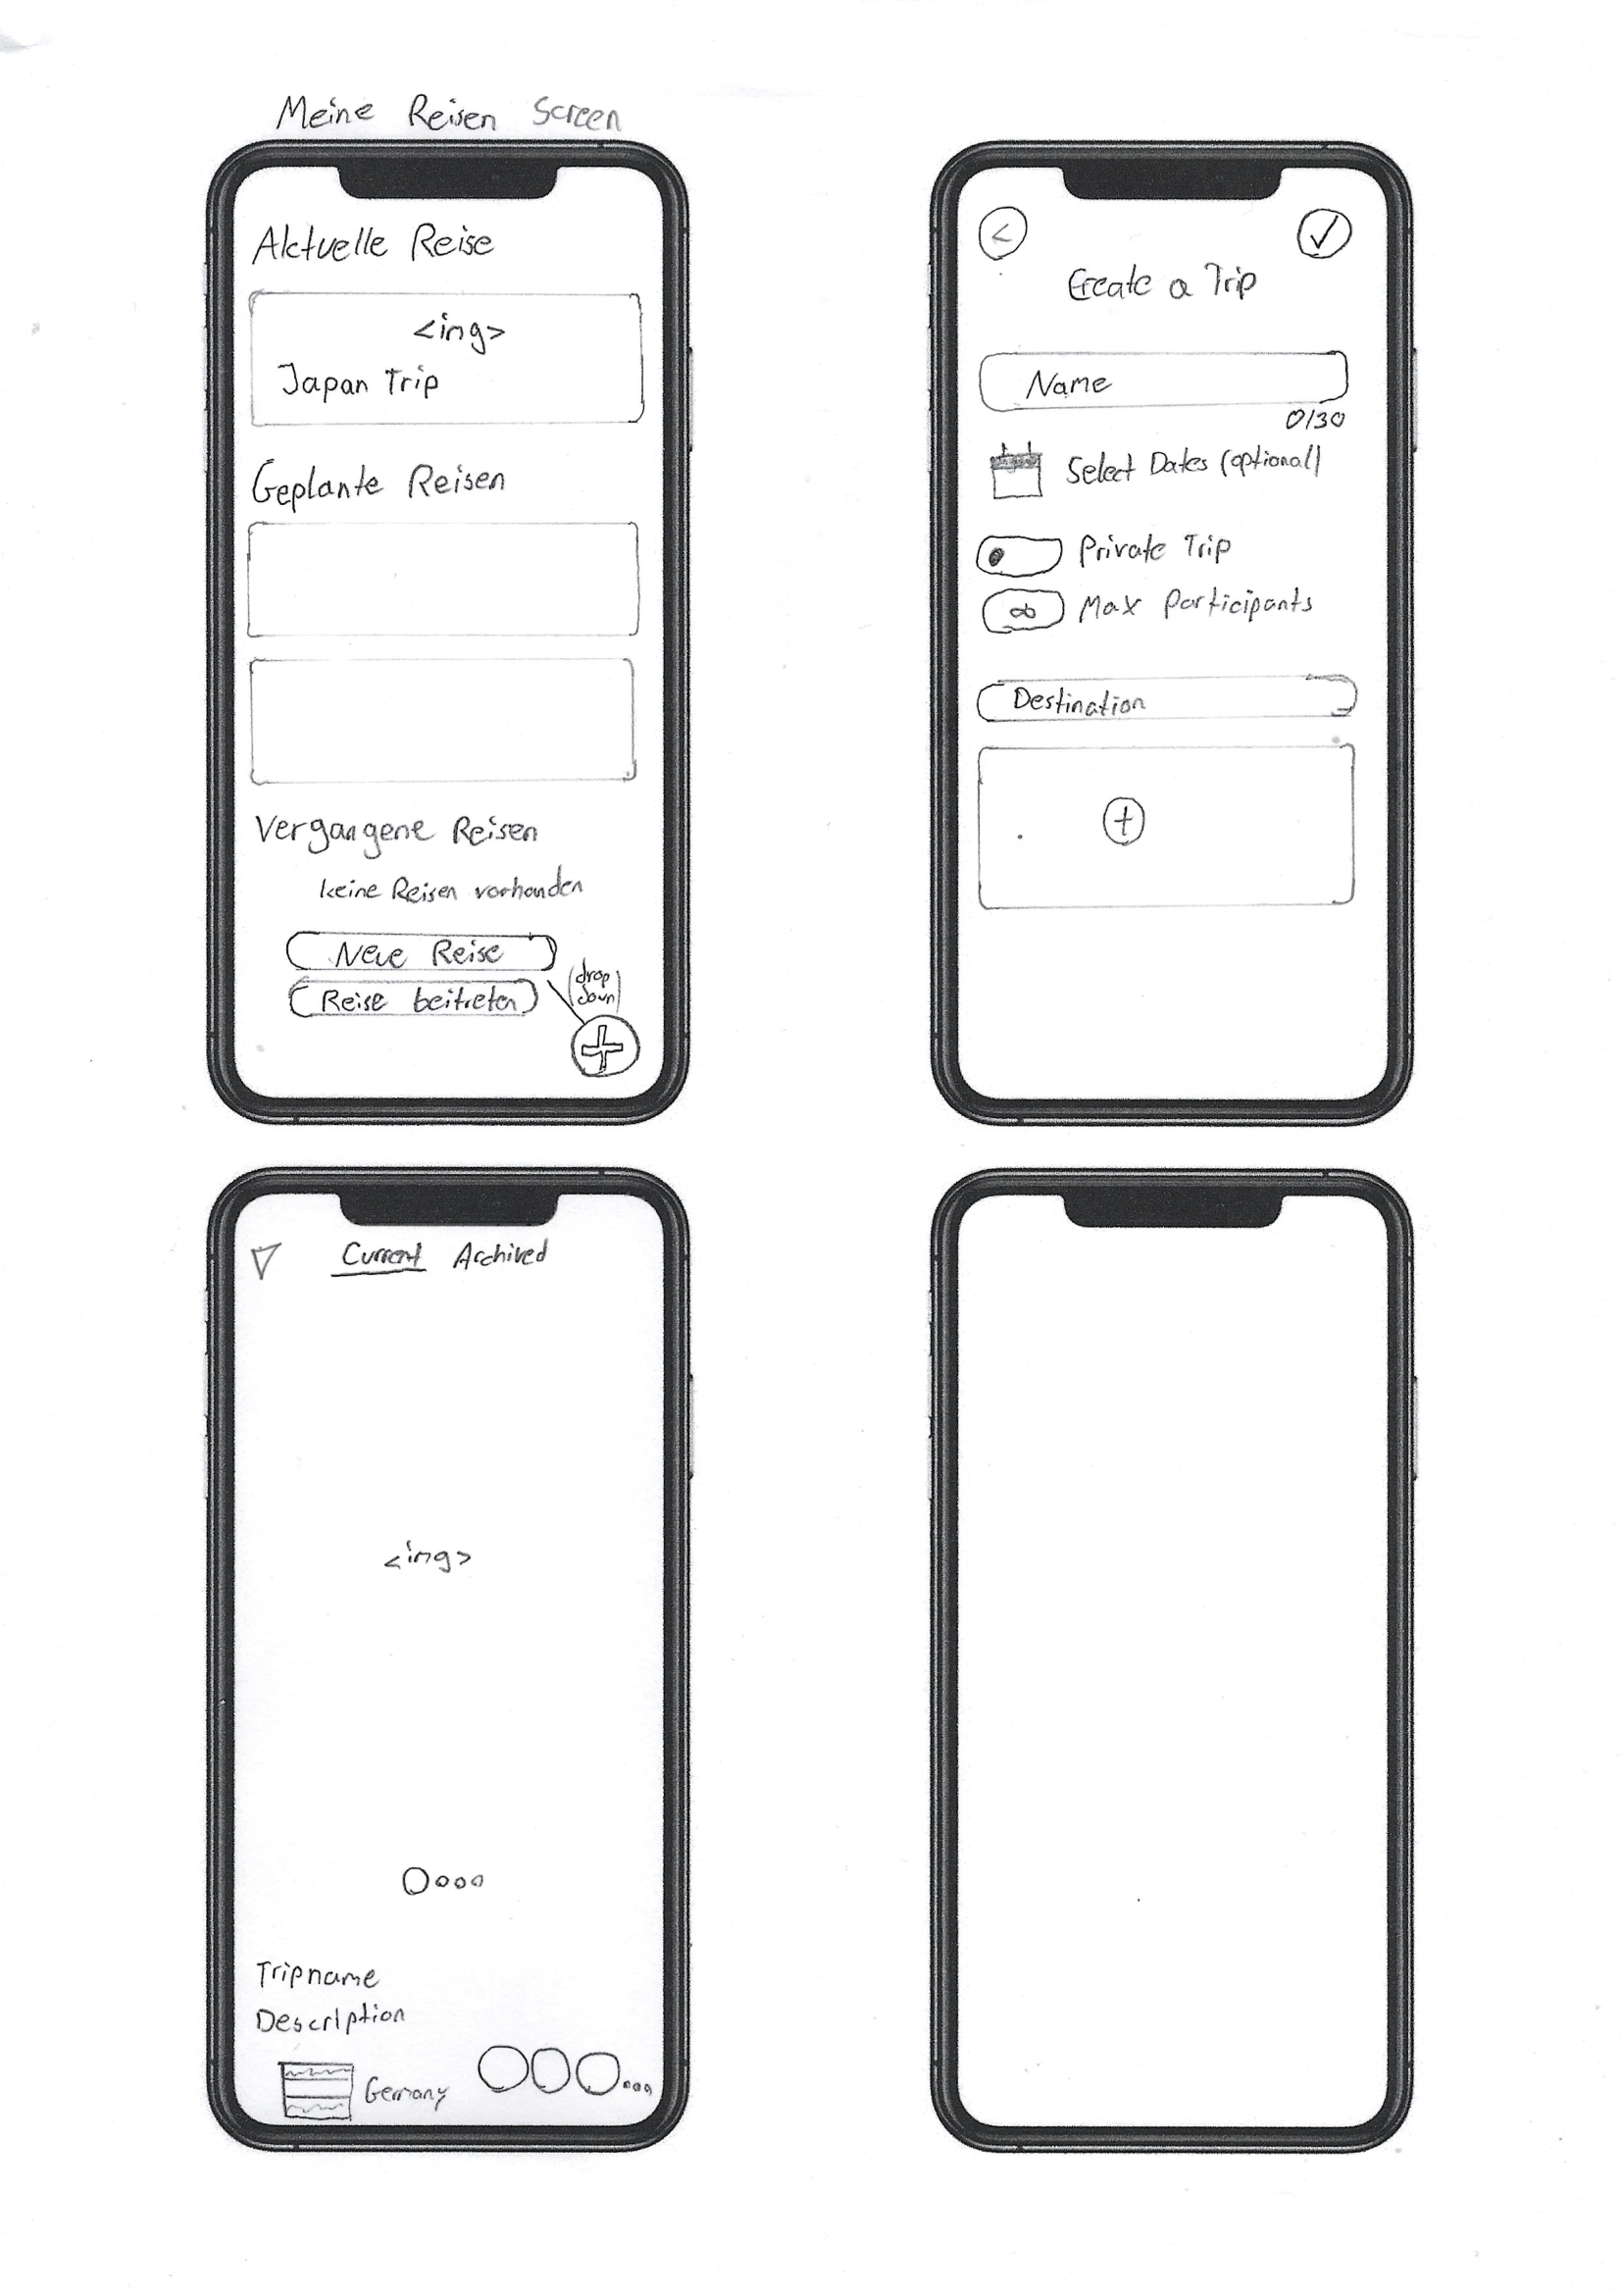 Meine Reisen Screen
Aktuelle Reise
<img>
Japan Trip
Geplante Reisen
Vergangene Reisen
keine Reisen vorhanden
Neue Reise
Reise beitreten
(drop
down)
<
Create a Trip
Name
0/30
Select Dates (optional)
Private Trip
∞ Max Participants
Destination
+
Current Archived
<img>
Tripname
Description
Germany